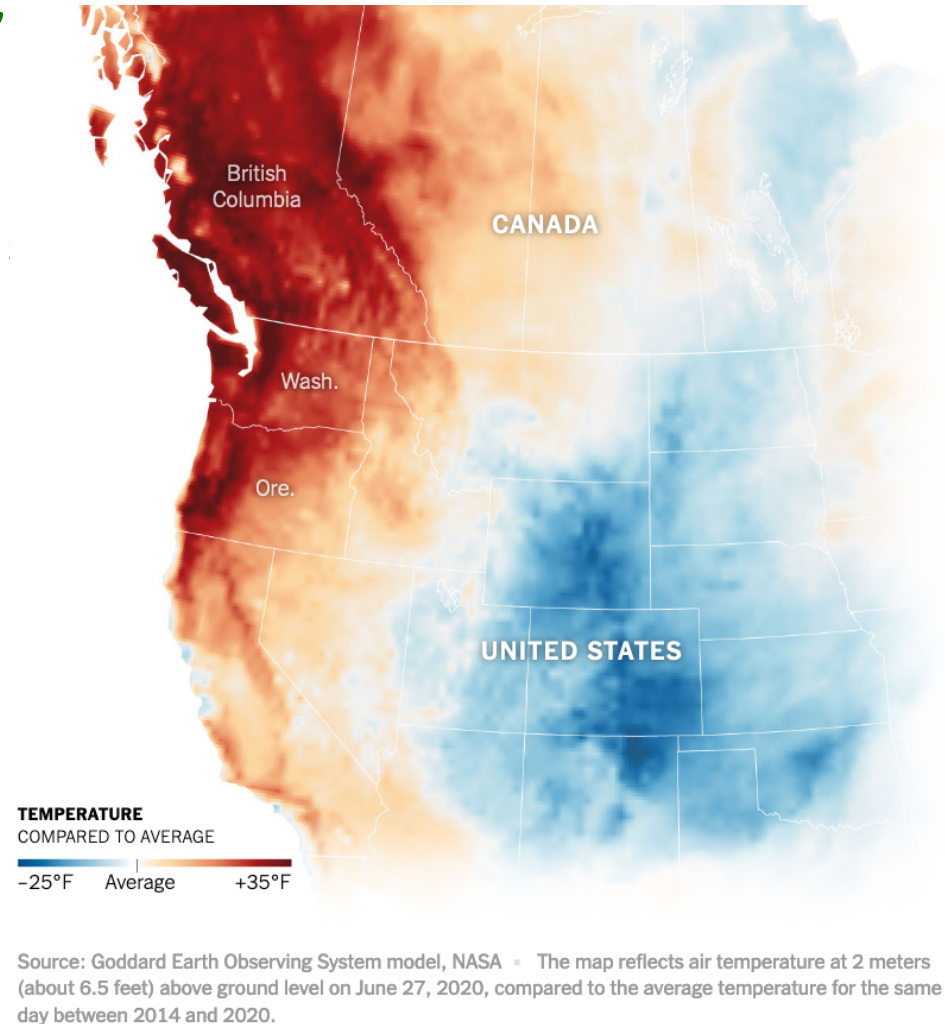 British
Columbia
CANADA
Wash.
Ore.
UNITED STATES
TEMPERATURE
COMPARED TO AVERAGE
–25°F Average +35°F
Source: Goddard Earth Observing System model, NASA ▪ The map reflects air temperature at 2 meters
(about 6.5 feet) above ground level on June 27, 2020, compared to the average temperature for the same
day between 2014 and 2020.